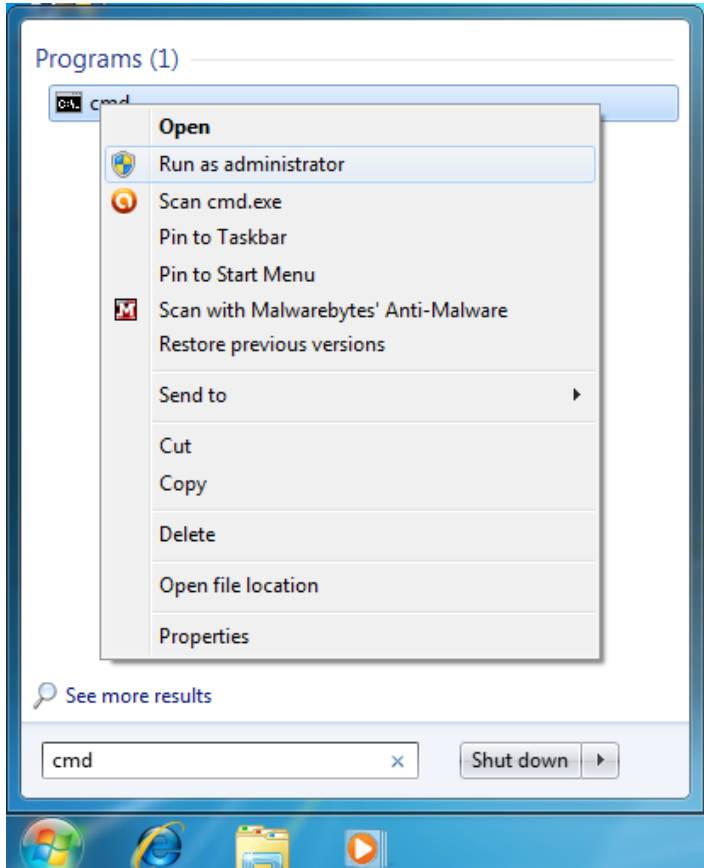 Programs (1)
cmd
Open
Run as administrator
Scan cmd.exe
Pin to Taskbar
Pin to Start Menu
Scan with Malwarebytes' Anti-Malware
Restore previous versions
Send to
Cut
Copy
Delete
Open file location
Properties
See more results
cmd
Shut down